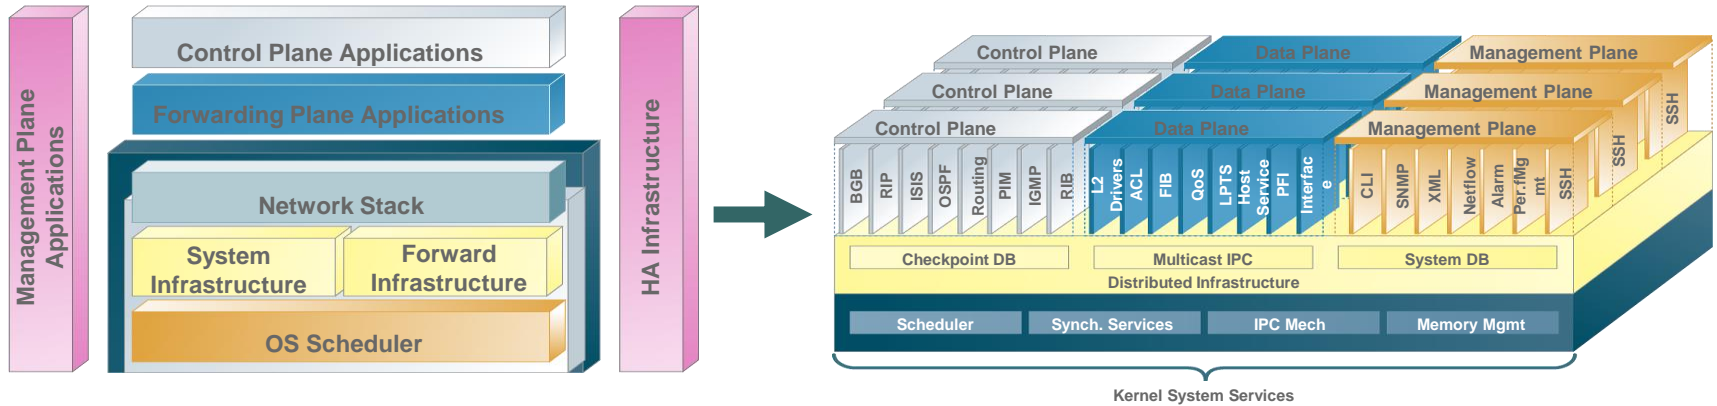 Management Plane
Applications
Control Plane Applications
Forwarding Plane Applications
Network Stack
System
Infrastructure
Forward
Infrastructure
OS Scheduler
HA Infrastructure
Control Plane
Data Plane
Management Plane
Control Plane
Data Plane
Management Plane
Control Plane
Data Plane
Management Plane
BGB
RIP
ISIS
OSPF
Routing
PIM
IGMP
RIB
L2
Drivers
ACL
FIB
QoS
LPTS
Host
Service
PFI
Interfac
e
CLI
SNMP
XML
Netflow
Alarm
Per.fMg
mt
SSH
SSH
SSH
Checkpoint DB
Multicast IPC
System DB
Distributed Infrastructure
Scheduler
Synch. Services
IPC Mech
Memory Mgmt
Kernel System Services